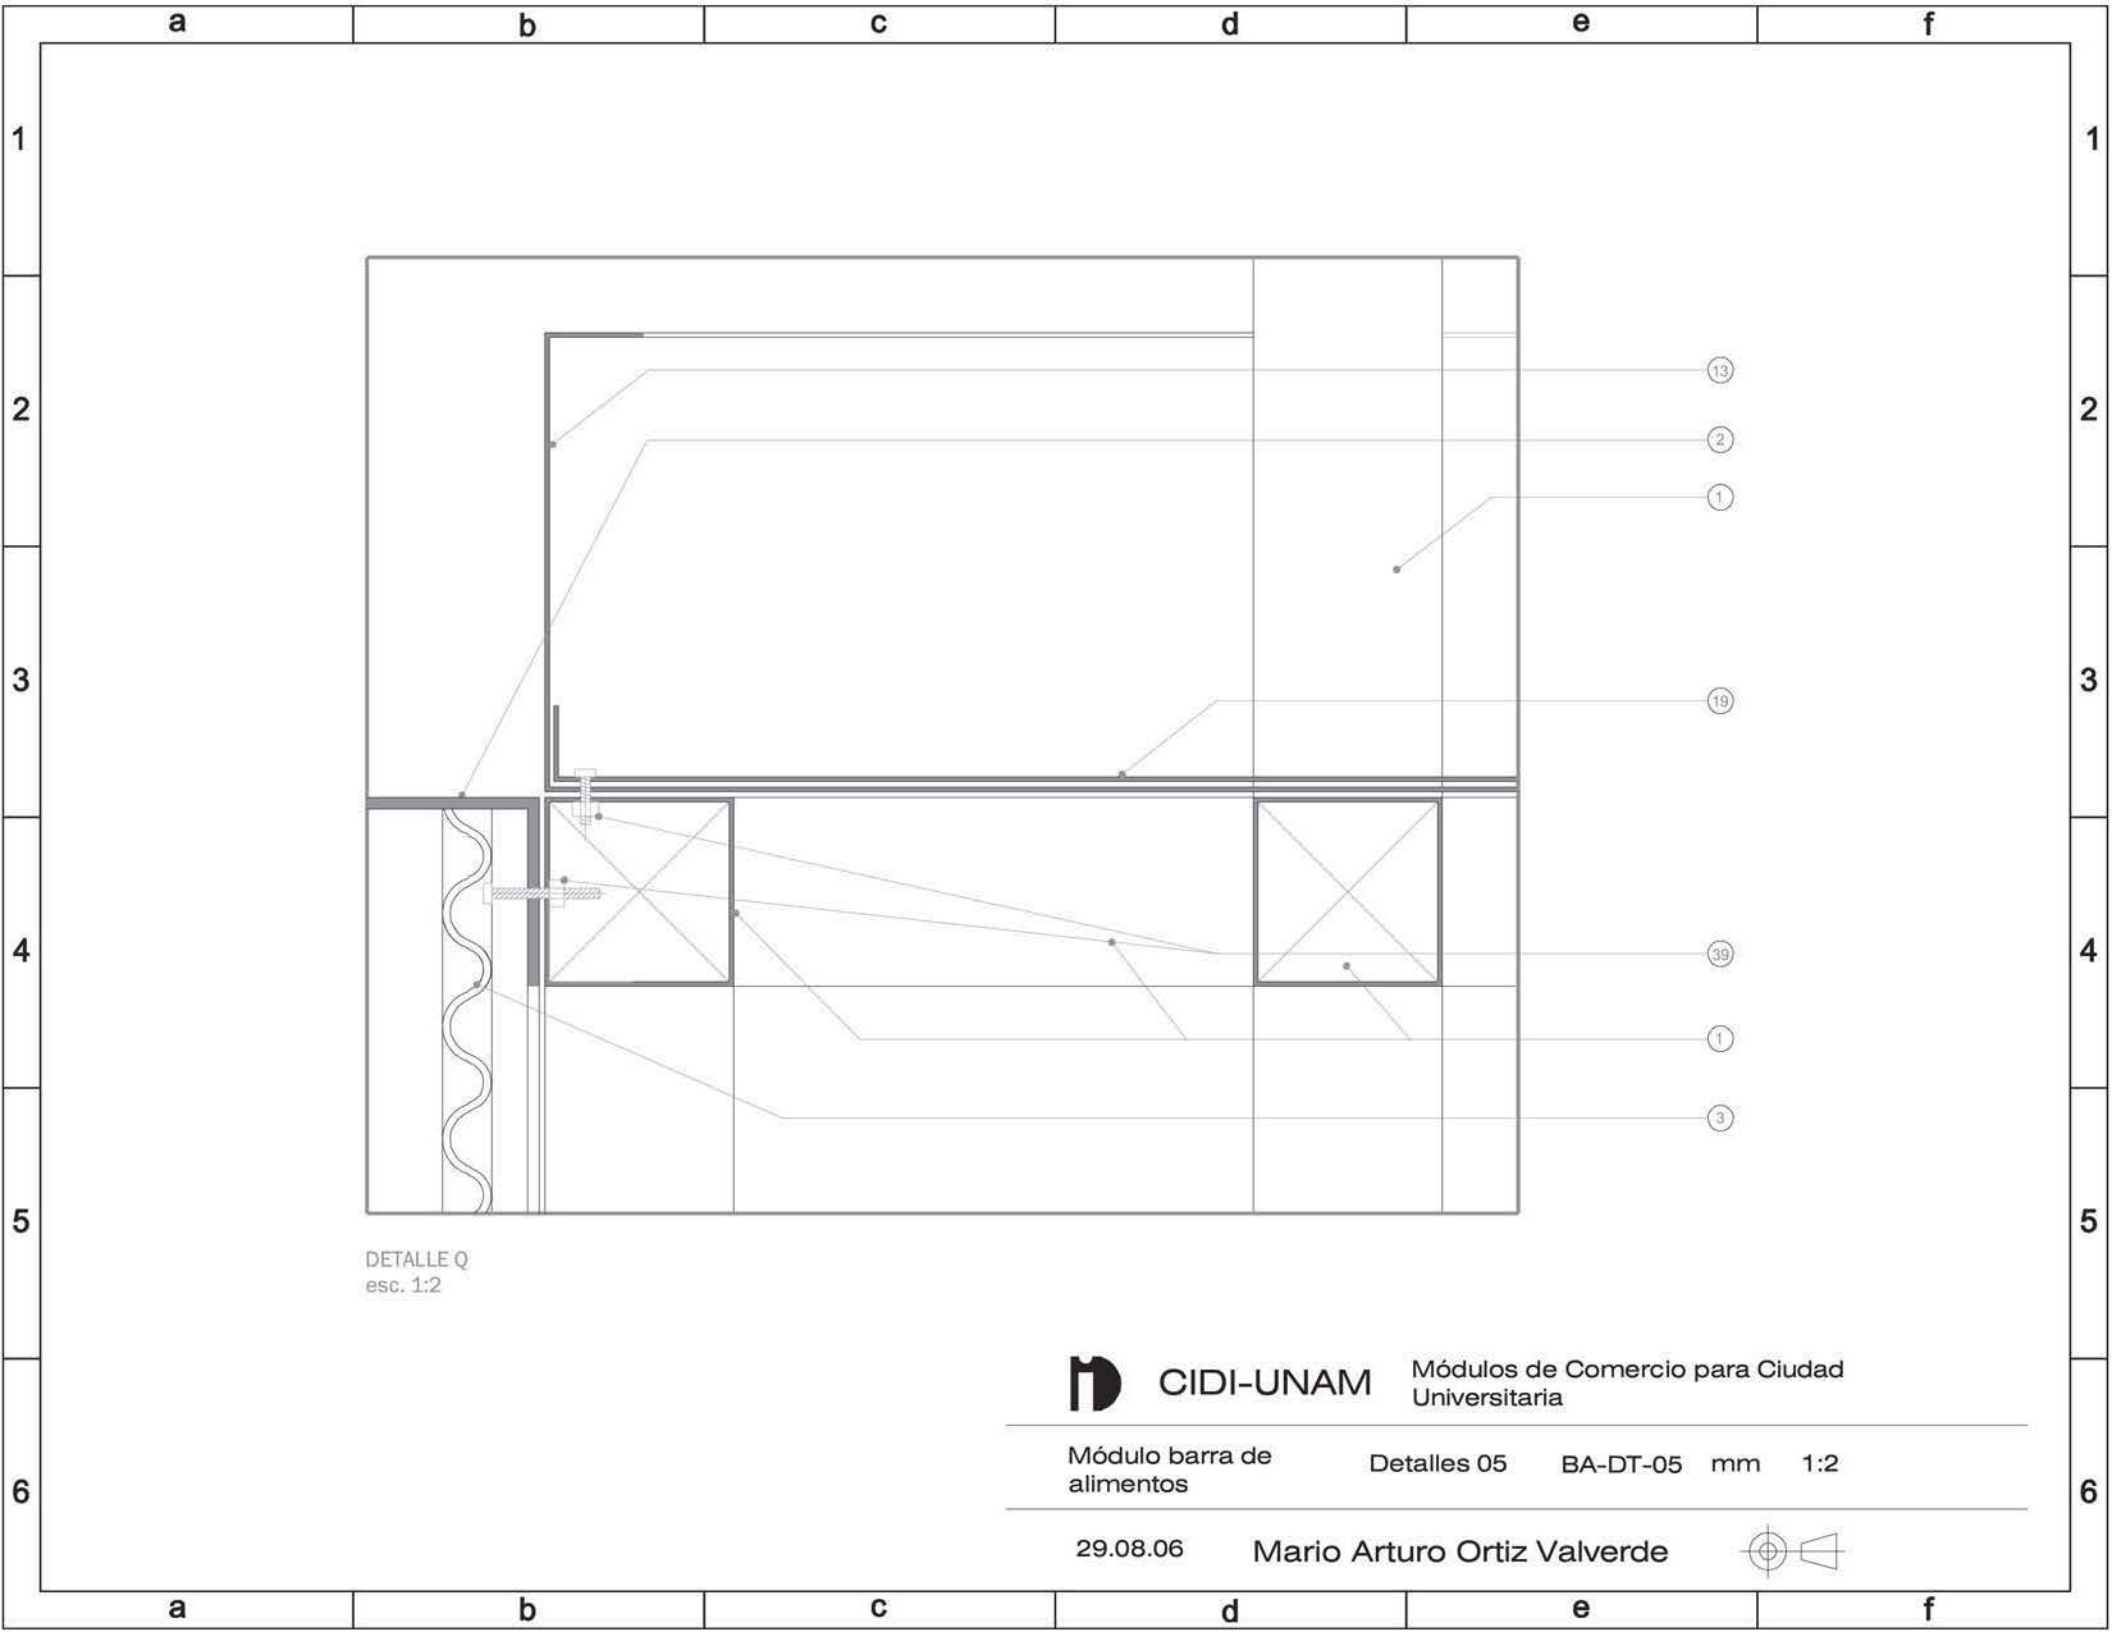 a b c d e f
1 1
2 2
3 3
4 4
5 5
6 6
13
2
1
19
39
1
3
DETALLE Q
esc. 1:2
CIDI-UNAM
Módulos de Comercio para Ciudad
Universitaria
Módulo barra de
alimentos
Detalles 05 BA-DT-05 mm 1:2
29.08.06 Mario Arturo Ortiz Valverde
a b c d e f